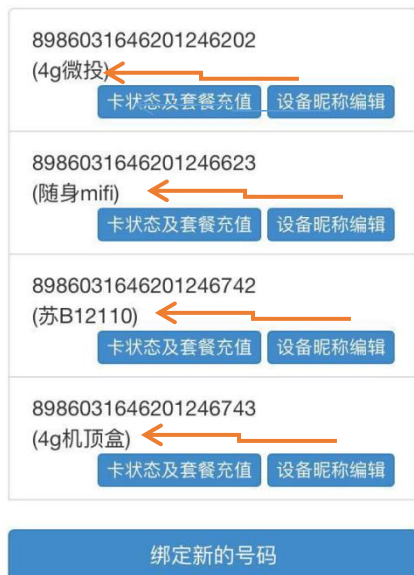 8986031646201246202
(4g微投)
卡状态及套餐充值 设备昵称编辑
8986031646201246623
(随身mifi)
卡状态及套餐充值 设备昵称编辑
8986031646201246742
(苏B12110)
卡状态及套餐充值 设备昵称编辑
8986031646201246743
(4g机顶盒)
卡状态及套餐充值 设备昵称编辑
绑定新的号码